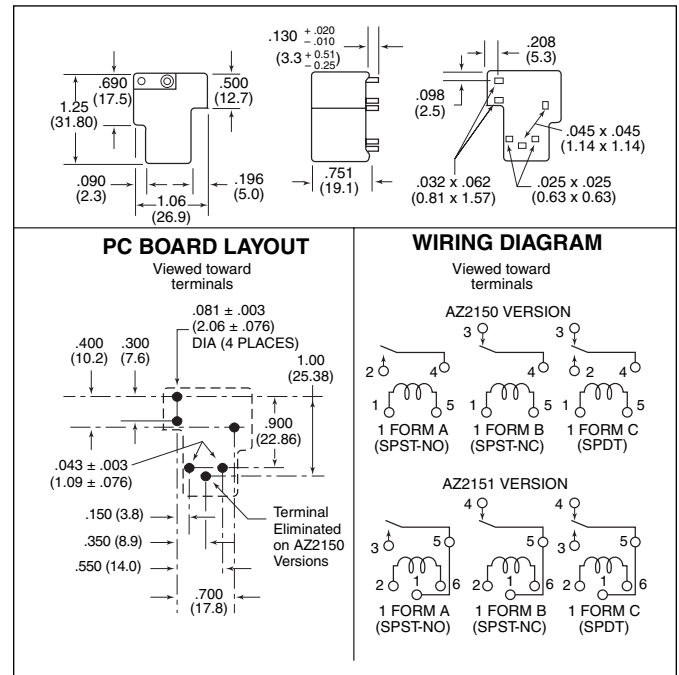 .690
(17.5)
1.25
(31.80)
.500
(12.7)
.090
(2.3)
1.06
(26.9)
.196
(5.0)
.130 + .020 - .010
(3.3 + 0.51 - 0.25)
.751
(19.1)
.208
(5.3)
.098
(2.5)
.045 x .045
(1.14 x 1.14)
.032 x .062
(0.81 x 1.57)
.025 x .025
(0.63 x 0.63)
PC BOARD LAYOUT
Viewed toward
terminals
.081 ± .003
(2.06 ± .076)
DIA (4 PLACES)
.400
(10.2)
.300
(7.6)
1.00
(25.38)
.900
(22.86)
.043 ± .003
(1.09 ± .076)
.150 (3.8)
.350 (8.9)
.550 (14.0)
.700
(17.8)
Terminal
Eliminated
on AZ2150
Versions
WIRING DIAGRAM
Viewed toward
terminals
AZ2150 VERSION
3 3
2 4 4 2 4
1 5 1 5 1 5
1 FORM A 1 FORM B 1 FORM C
(SPST-NO) (SPST-NC) (SPDT)
AZ2151 VERSION
4 4
3 5 5 3 5
2 1 6 2 1 6 2 1 6
1 FORM A 1 FORM B 1 FORM C
(SPST-NO) (SPST-NC) (SPDT)